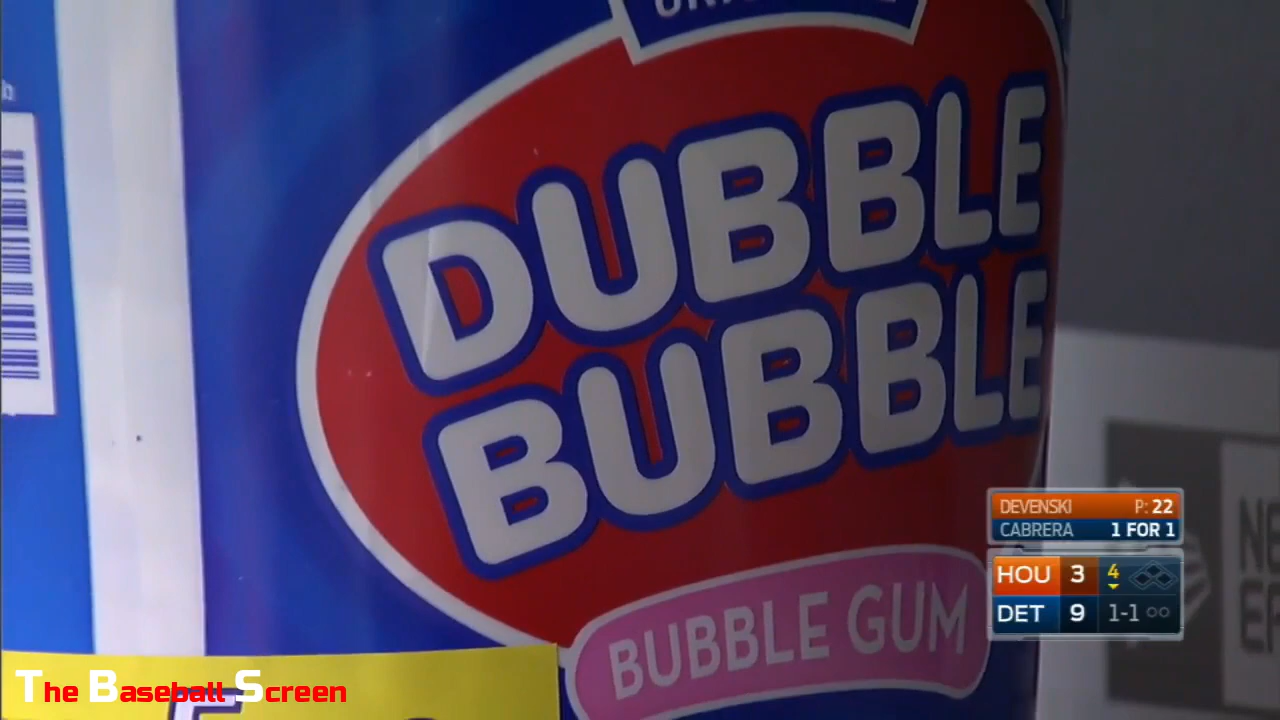 DUBBLE
BUBBLE
BUBBLE GUM
DEVENSKI P: 22
CABRERA 1 FOR 1
HOU 3 4
DET 9 1-1
The Baseball Screen